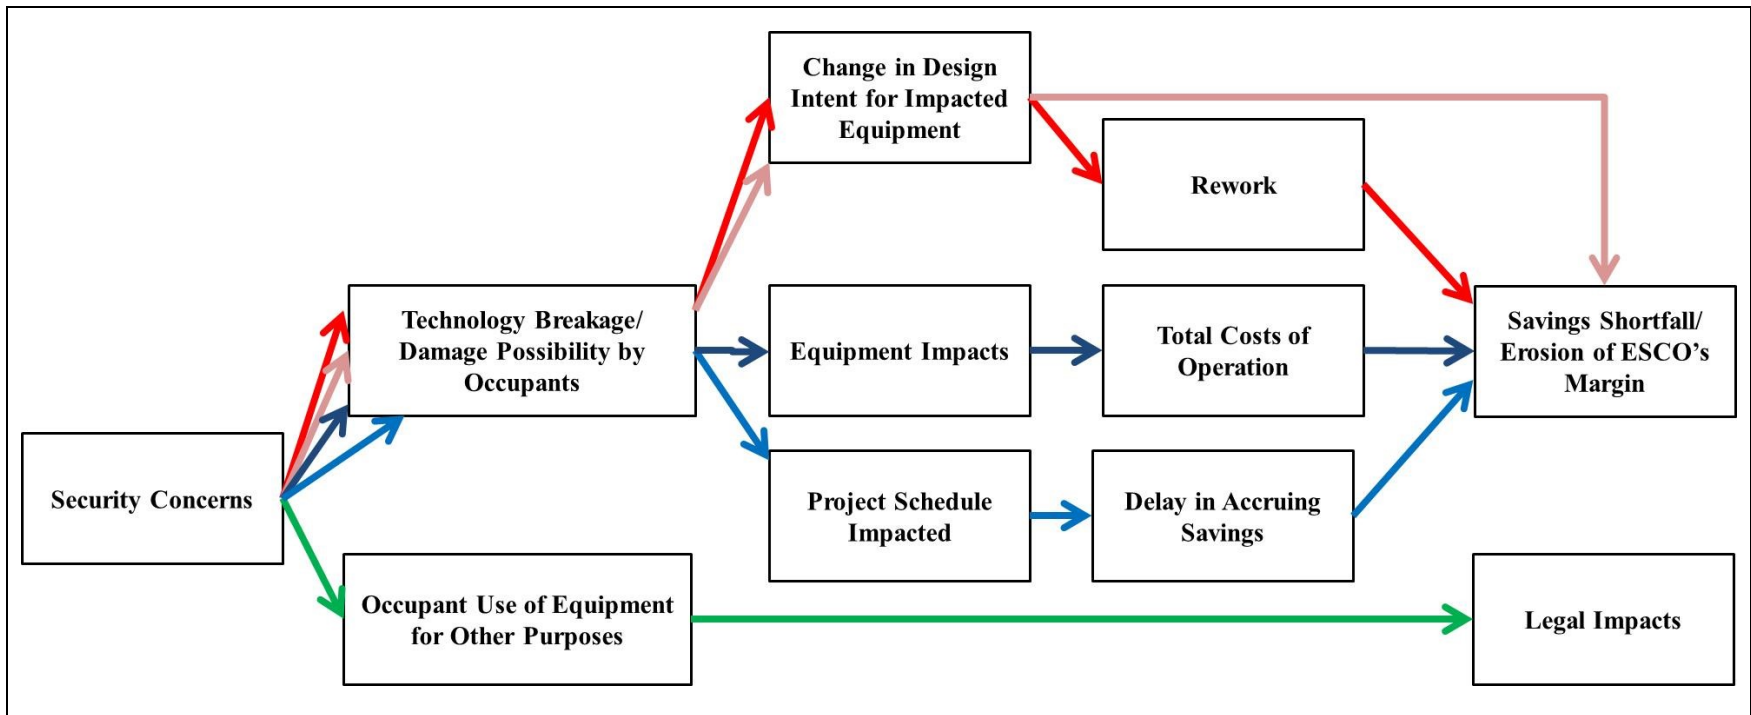 Change in Design
Intent for Impacted
Equipment
Rework
Technology Breakage/
Damage Possibility by
Occupants
Equipment Impacts
Total Costs of
Operation
Savings Shortfall/
Erosion of ESCO’s
Margin
Security Concerns
Project Schedule
Impacted
Delay in Accruing
Savings
Occupant Use of Equipment
for Other Purposes
Legal Impacts